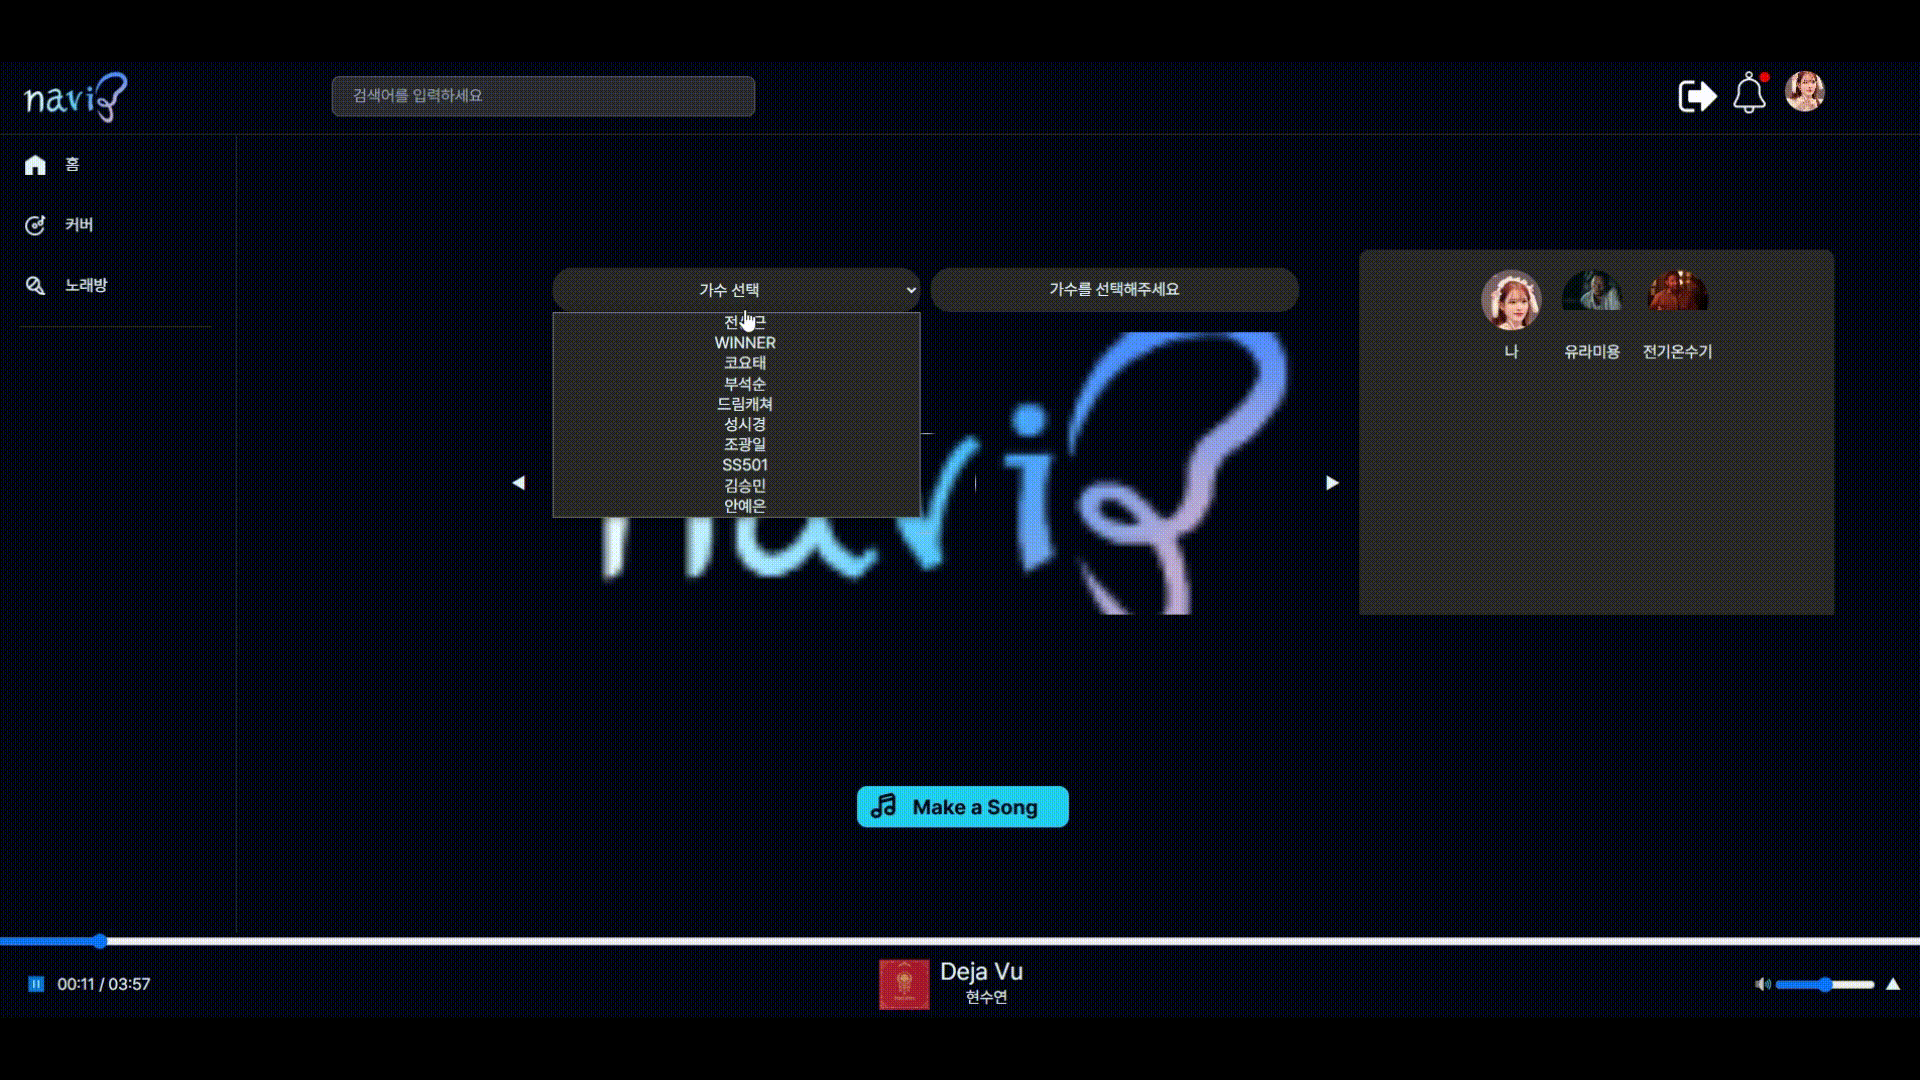 navi
검색어를 입력하세요
홈
커버
노래방
가수 선택
가수를 선택해주세요
WINNER
코요태
부석순
드림캐쳐
성시경
조광일
SS501
김승민
안예은
navi
나
유라미용
전기온수기
Make a Song
00:11 / 03:57
Deja Vu
현수연